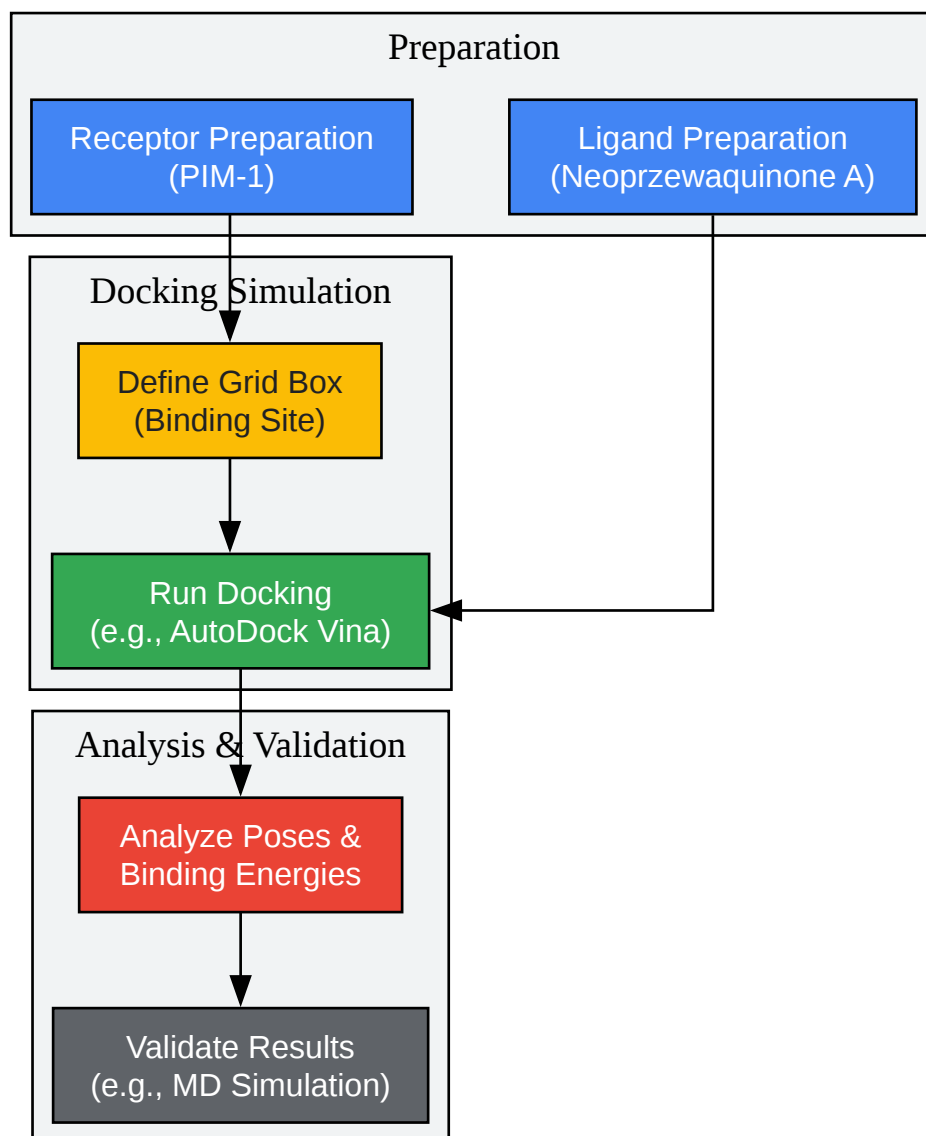 Preparation
Receptor Preparation
(PIM-1)
Ligand Preparation
(Neoprzewaquinone A)
Docking Simulation
Define Grid Box
(Binding Site)
Run Docking
(e.g., AutoDock Vina)
Analysis & Validation
Analyze Poses &
Binding Energies
Validate Results
(e.g., MD Simulation)